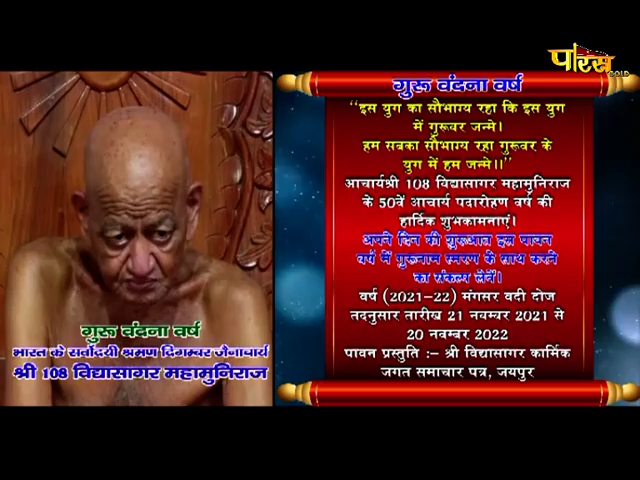 पारस
GOLD
गुरू वंदना वर्ष
भारत के सर्वोदयी श्रमण दिगम्बर जैनाचार्य
श्री 108 विद्यासागर महामुनिराज
गुरू वंदना वर्ष
“इस युग का सौभाग्य रहा कि इस युग
में गुरूवर जन्मे।
हम सबका सौभाग्य रहा गुरूवर के
युग में हम जन्मे।।”
आचार्यश्री 108 विद्यासागर महामुनिराज
के 50वें आचार्य पदारोहण वर्ष की
हार्दिक शुभकामनाएं।
अपने दिन की शुरूआत इस पावन
वर्ष में गुरूनाम स्मरण के साथ करने
का संकल्प लेवें।
वर्ष (2021-22) मंगसर वदी दोज
तदनुसार तारीख 21 नवम्बर 2021 से
20 नवम्बर 2022
पावन प्रस्तुति :– श्री विद्यासागर कार्मिक
जगत समाचार पत्र, जयपुर